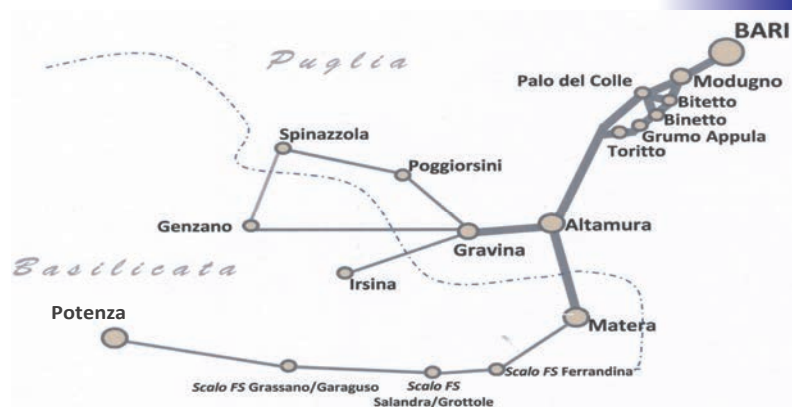 BARI
Puglia
Palo del Colle
Modugno
Bitetto
Binetto
Grumo Appula
Toritto
Spinazzola
Poggiorsini
Genzano
Gravina
Altamura
Basilicata
Irsina
Potenza
Matera
Scalo FS Grassano/Garaguso
Scalo FS
Salandra/Grottole
Scalo FS Ferrandina